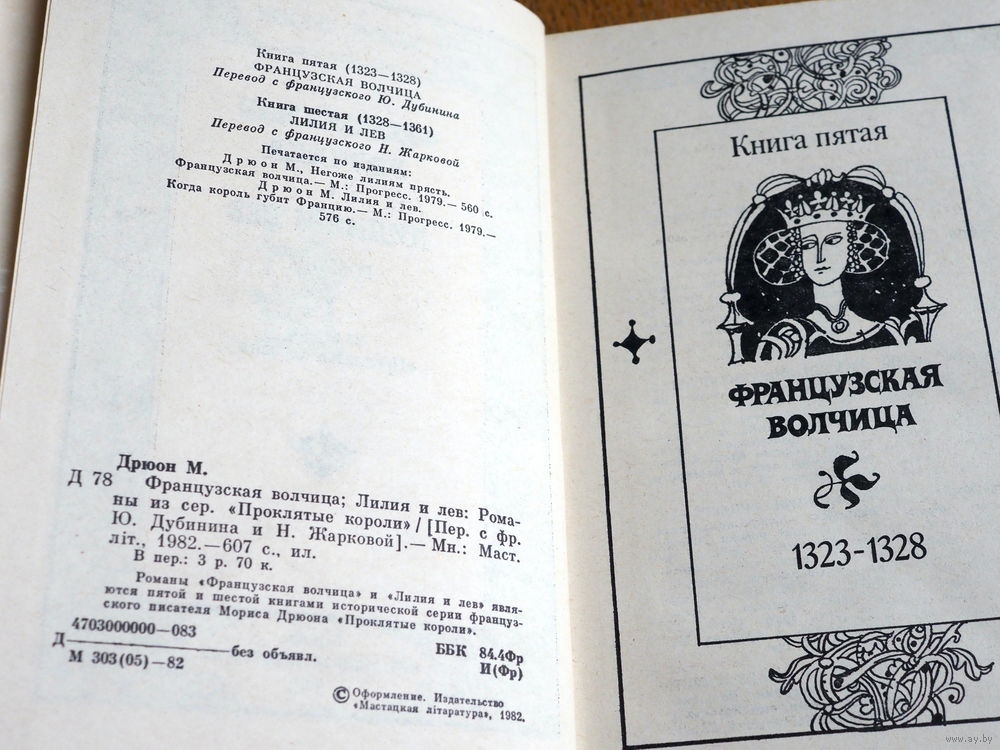 Книга пятая (1323—1328)
ФРАНЦУЗСКАЯ ВОЛЧИЦА
Перевод с французского Ю. Дубинина
Книга шестая (1328—1361)
ЛИЛИЯ И ЛЕВ
Перевод с французского Н. Жарковой
Печатается по изданиям:
Дрюон М., Негоже лилиям прясть.
Французская волчица.— М.: Прогресс. 1979.— 560 с.
Дрюон М. Лилия и лев.
Когда король губит Францию.— М.: Прогресс. 1979.—
576 с.
Дрюон М.
Д 78 Французская волчица; Лилия и лев: Рома-
ны из сер. «Проклятые короли» / [Пер. с фр.
Ю. Дубинина и Н. Жарковой].— Мн.: Маст.
літ., 1982.—607 с., ил.
В пер.: 3 р. 70 к.
Романы «Французская волчица» и «Лилия и лев» явля-
ются пятой и шестой книгами исторической серии францу­з-
ского писателя Мориса Дрюона «Проклятые короли».
4703000000—083
Д————без объявл.
М 303(05)—82
ББК 84.4Фр
И(Фр)
© Оформление. Издательство
«Мастацкая літаратура», 1982.
Книга пятая
ФРАНЦУЗСКАЯ
ВОЛЧИЦА
1323-1328
www.ay.by